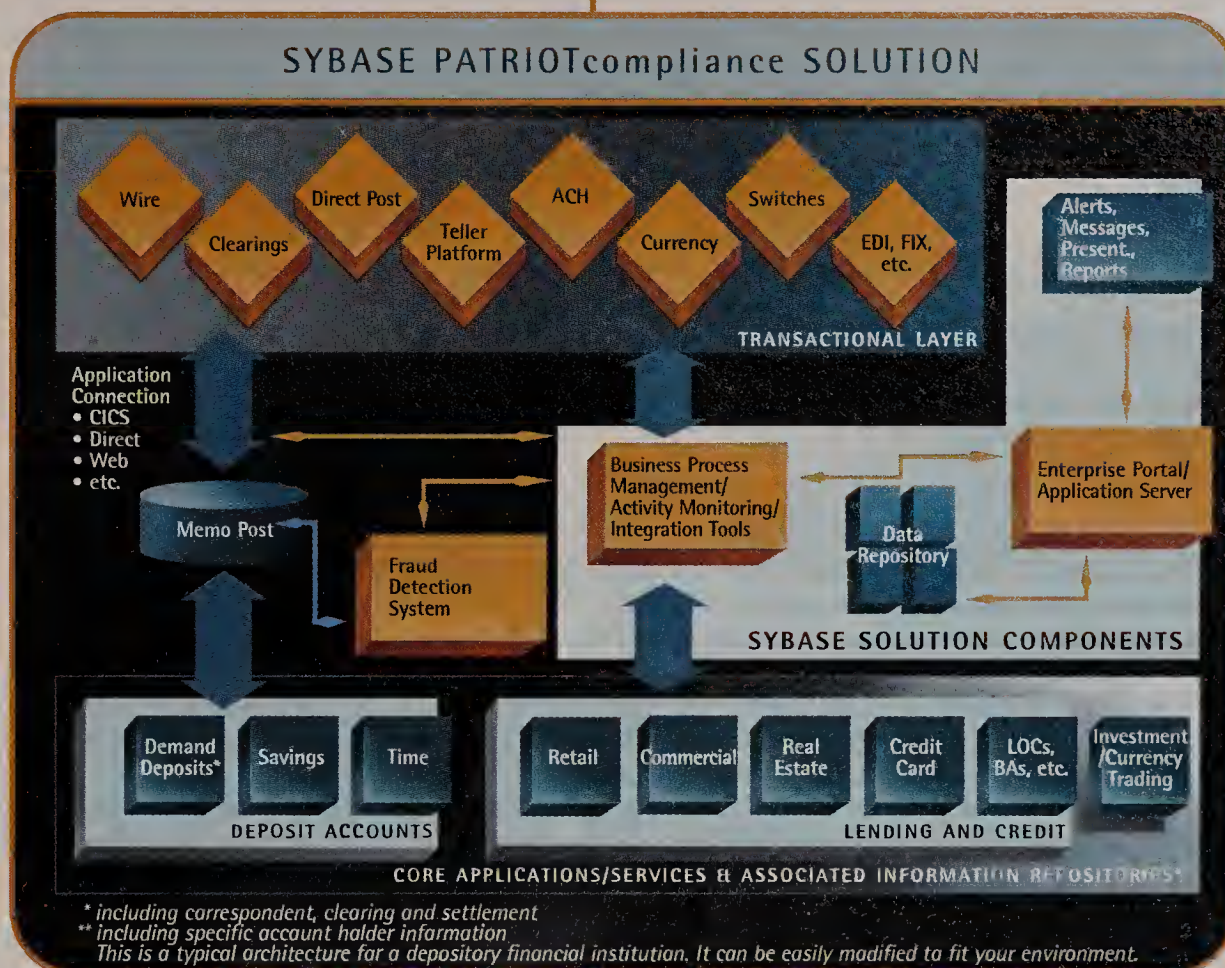 SYBASE PATRIOTcompliance SOLUTION
Wire
Clearings
Direct Post
Teller
Platform
ACH
Currency
Switches
EDI, FIX,
etc.
TRANSACTIONAL LAYER
Alerts,
Messages,
Present.,
Reports
Application
Connection
• CICS
• Direct
• Web
• etc.
Memo Post
Fraud
Detection
System
Business Process
Management/
Activity Monitoring/
Integration Tools
Data
Repository
Enterprise Portal/
Application Server
SYBASE SOLUTION COMPONENTS
Demand
Deposits*
Savings
Time
DEPOSIT ACCOUNTS
Retail
Commercial
Real
Estate
Credit
Card
LOCs,
BAs, etc.
Investment
/Currency
Trading
LENDING AND CREDIT
CORE APPLICATIONS/SERVICES & ASSOCIATED INFORMATION REPOSITORIES**
* including correspondent, clearing and settlement
** including specific account holder information
This is a typical architecture for a depository financial institution. It can be easily modified to fit your environment.